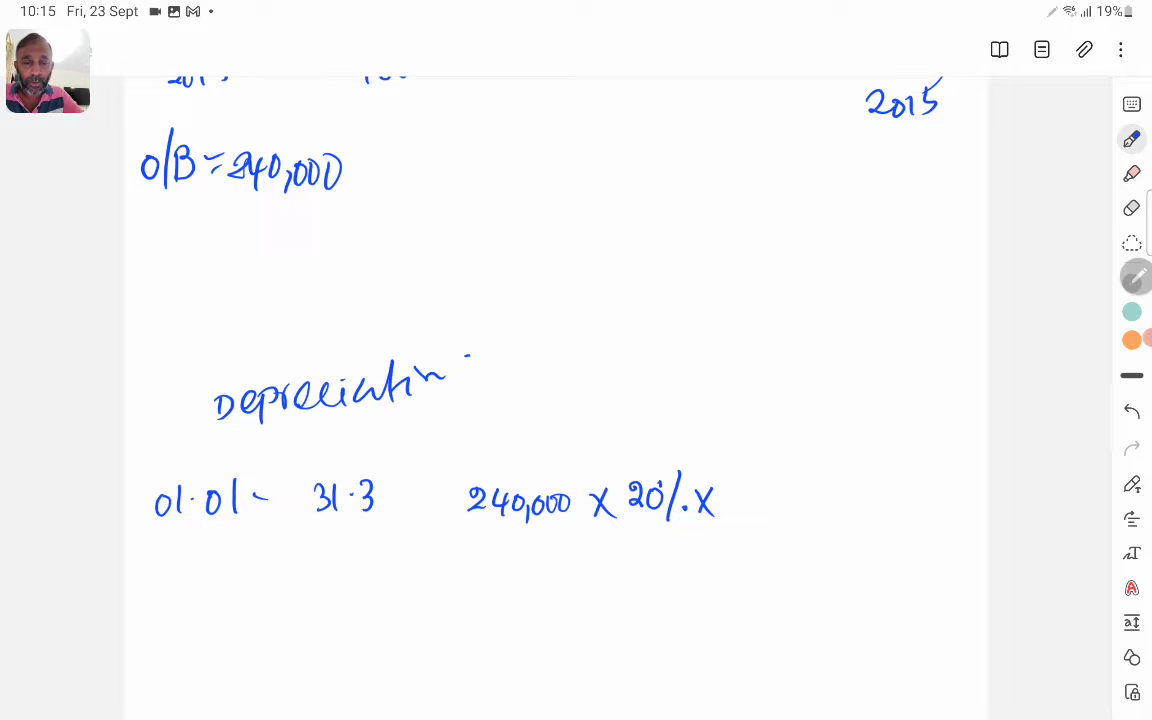 10:15 Fri, 23 Sept 19%
2015
O/B = 240,000
Depreciation
01.01 - 31.3 240,000 X 20% X